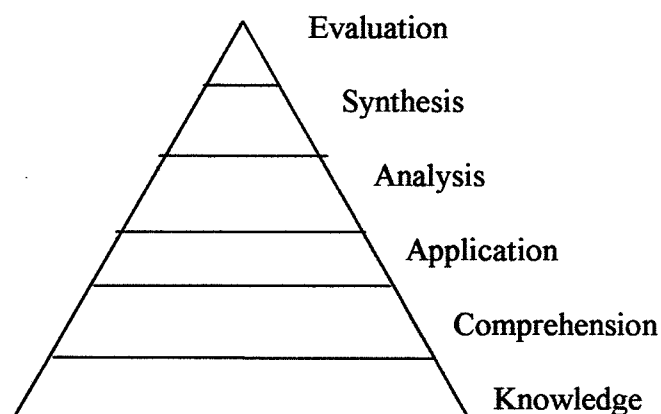 Evaluation
Synthesis
Analysis
Application
Comprehension
Knowledge